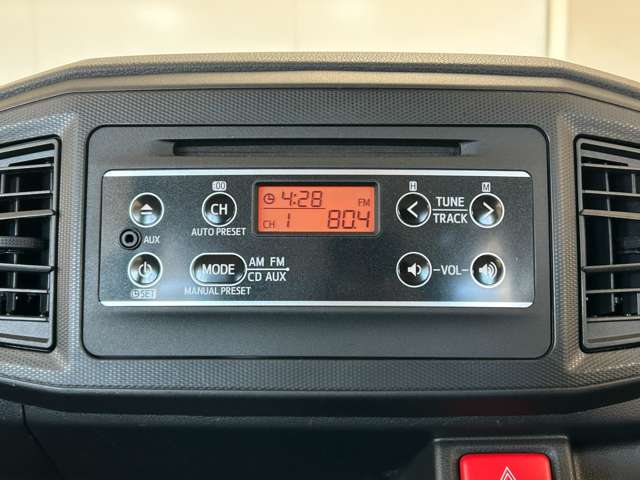 :00
CH
AUTO PRESET
4:28
FM
CH 1 80.4
H
M
TUNE
TRACK
AUX
SET
MODE
AM FM
CD AUX
MANUAL PRESET
-VOL-